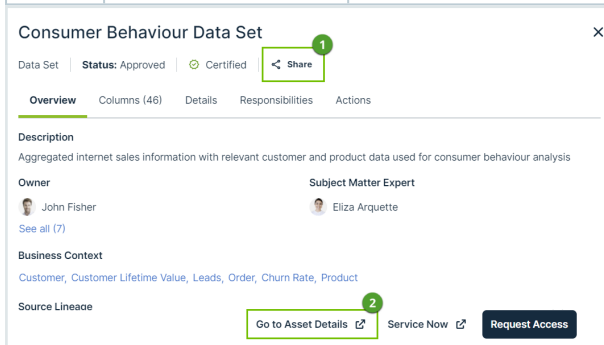 Consumer Behaviour Data Set
1
Data Set Status: Approved Certified Share
Overview Columns (46) Details Responsibilities Actions
Description
Aggregated internet sales information with relevant customer and product data used for consumer behaviour analysis
Owner Subject Matter Expert
John Fisher Eliza Arquette
See all (7)
Business Context
Customer, Customer Lifetime Value, Leads, Order, Churn Rate, Product
Source Lineage
2
Go to Asset Details Service Now Request Access